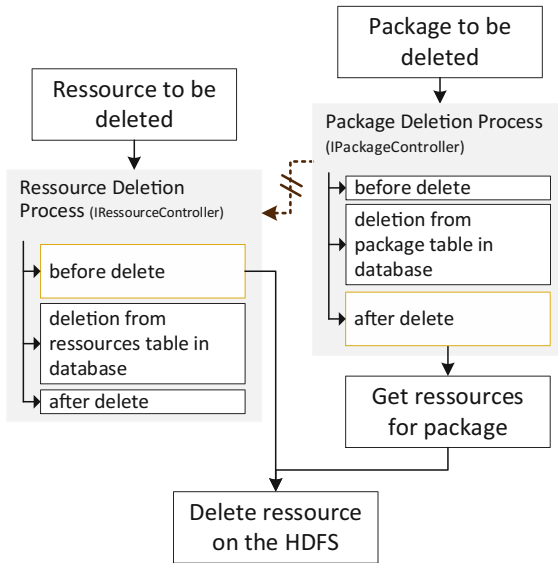 Package to be
deleted
Ressource to be
deleted
Package Deletion Process
(IPackageController)
before delete
deletion from
package table in
database
after delete
Ressource Deletion
Process (IRessourceController)
before delete
deletion from
ressources table in
database
after delete
Get ressources
for package
Delete ressource
on the HDFS